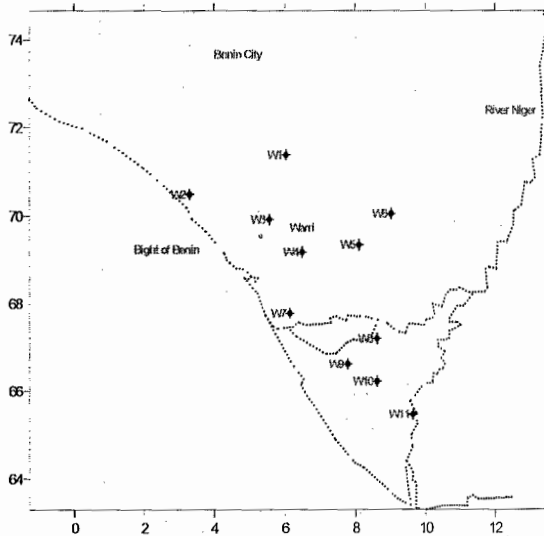 74
Benin City
River Niger
72
W1
W2
70
W3
Warri
W6
W4
W5
Bight of Benin
68
W7
W8
W9
66
W10
W11
64
0 2 4 6 8 10 12